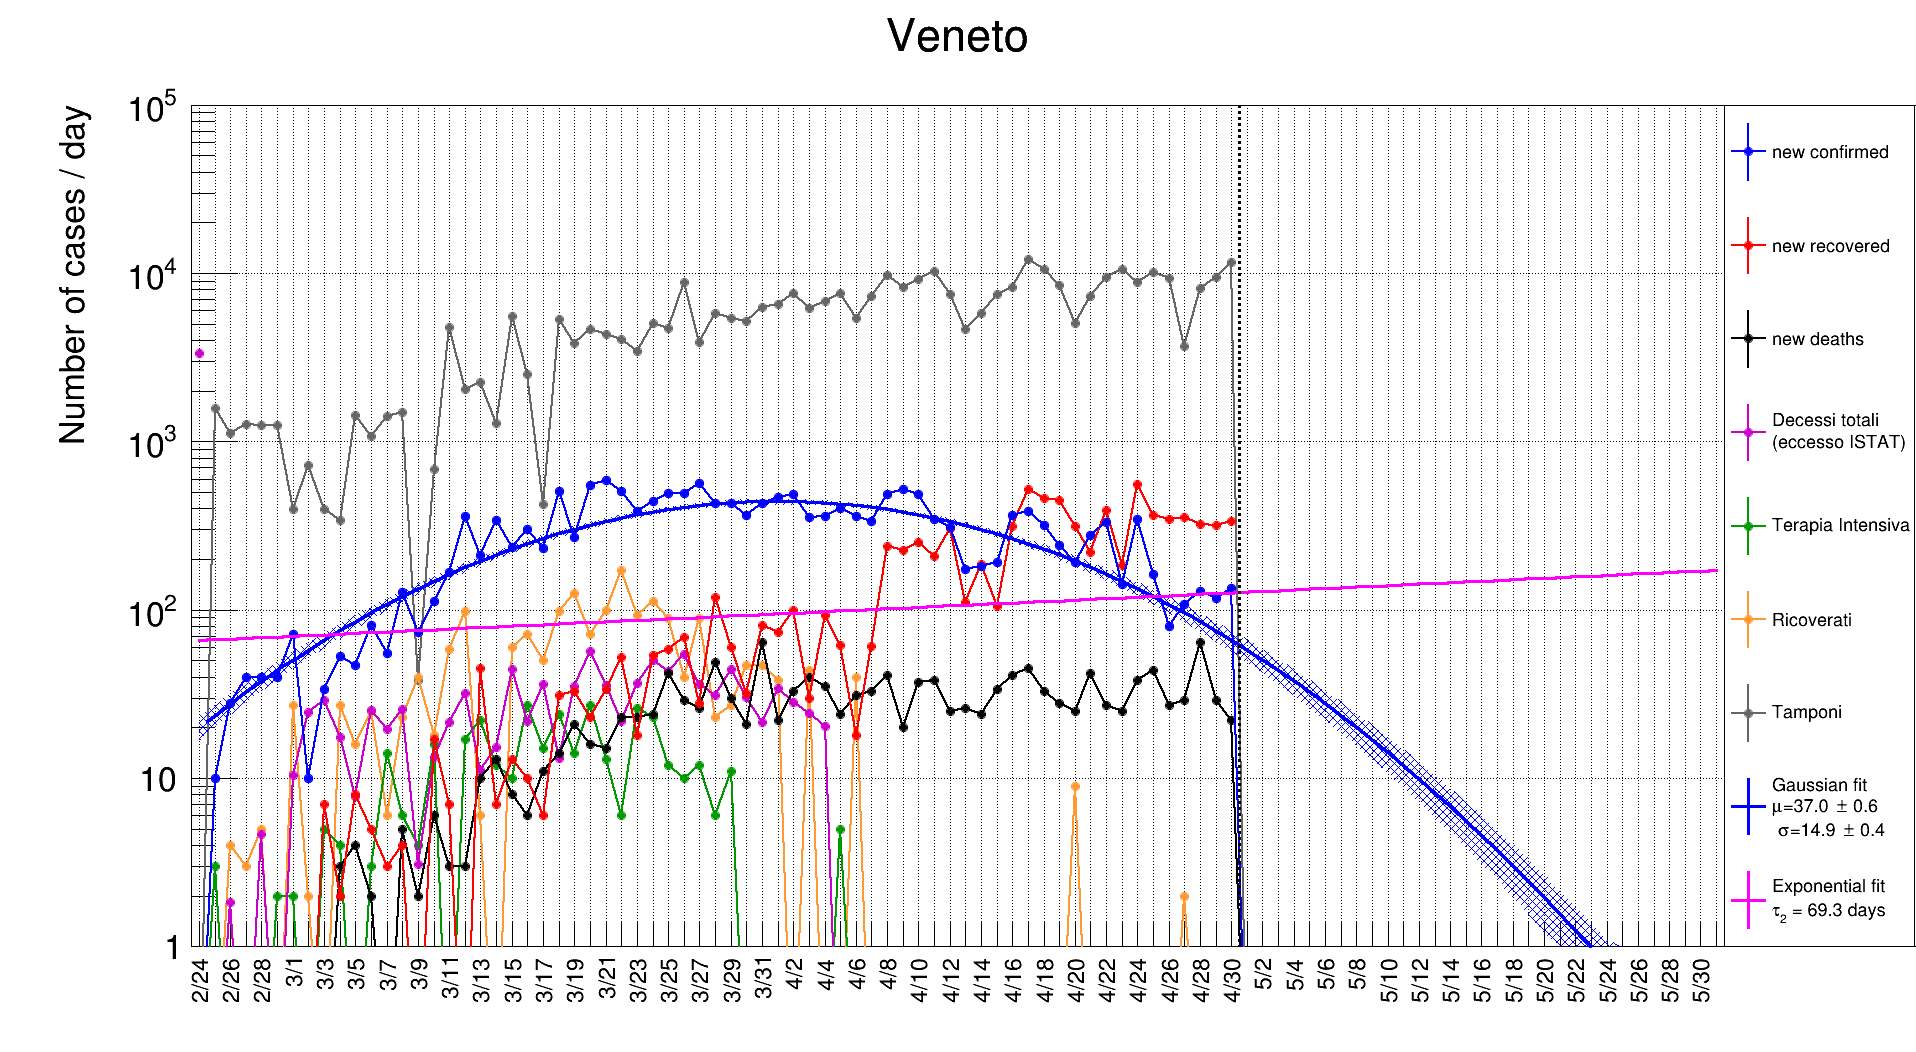 Veneto
Number of cases / day
10^5
10^4
10^3
10^2
10
1
2/24 2/26 2/28 3/1 3/3 3/5 3/7 3/9 3/11 3/13 3/15 3/17 3/19 3/21 3/23 3/25 3/27 3/29 3/31 4/2 4/4 4/6 4/8 4/10 4/12 4/14 4/16 4/18 4/20 4/22 4/24 4/26 4/28 4/30 5/2 5/4 5/6 5/8 5/10 5/12 5/14 5/16 5/18 5/20 5/22 5/24 5/26 5/28 5/30
new confirmed
new recovered
new deaths
Decessi totali
(eccesso ISTAT)
Terapia Intensiva
Ricoverati
Tamponi
Gaussian fit
μ=37.0 ± 0.6
σ=14.9 ± 0.4
Exponential fit
τ2 = 69.3 days